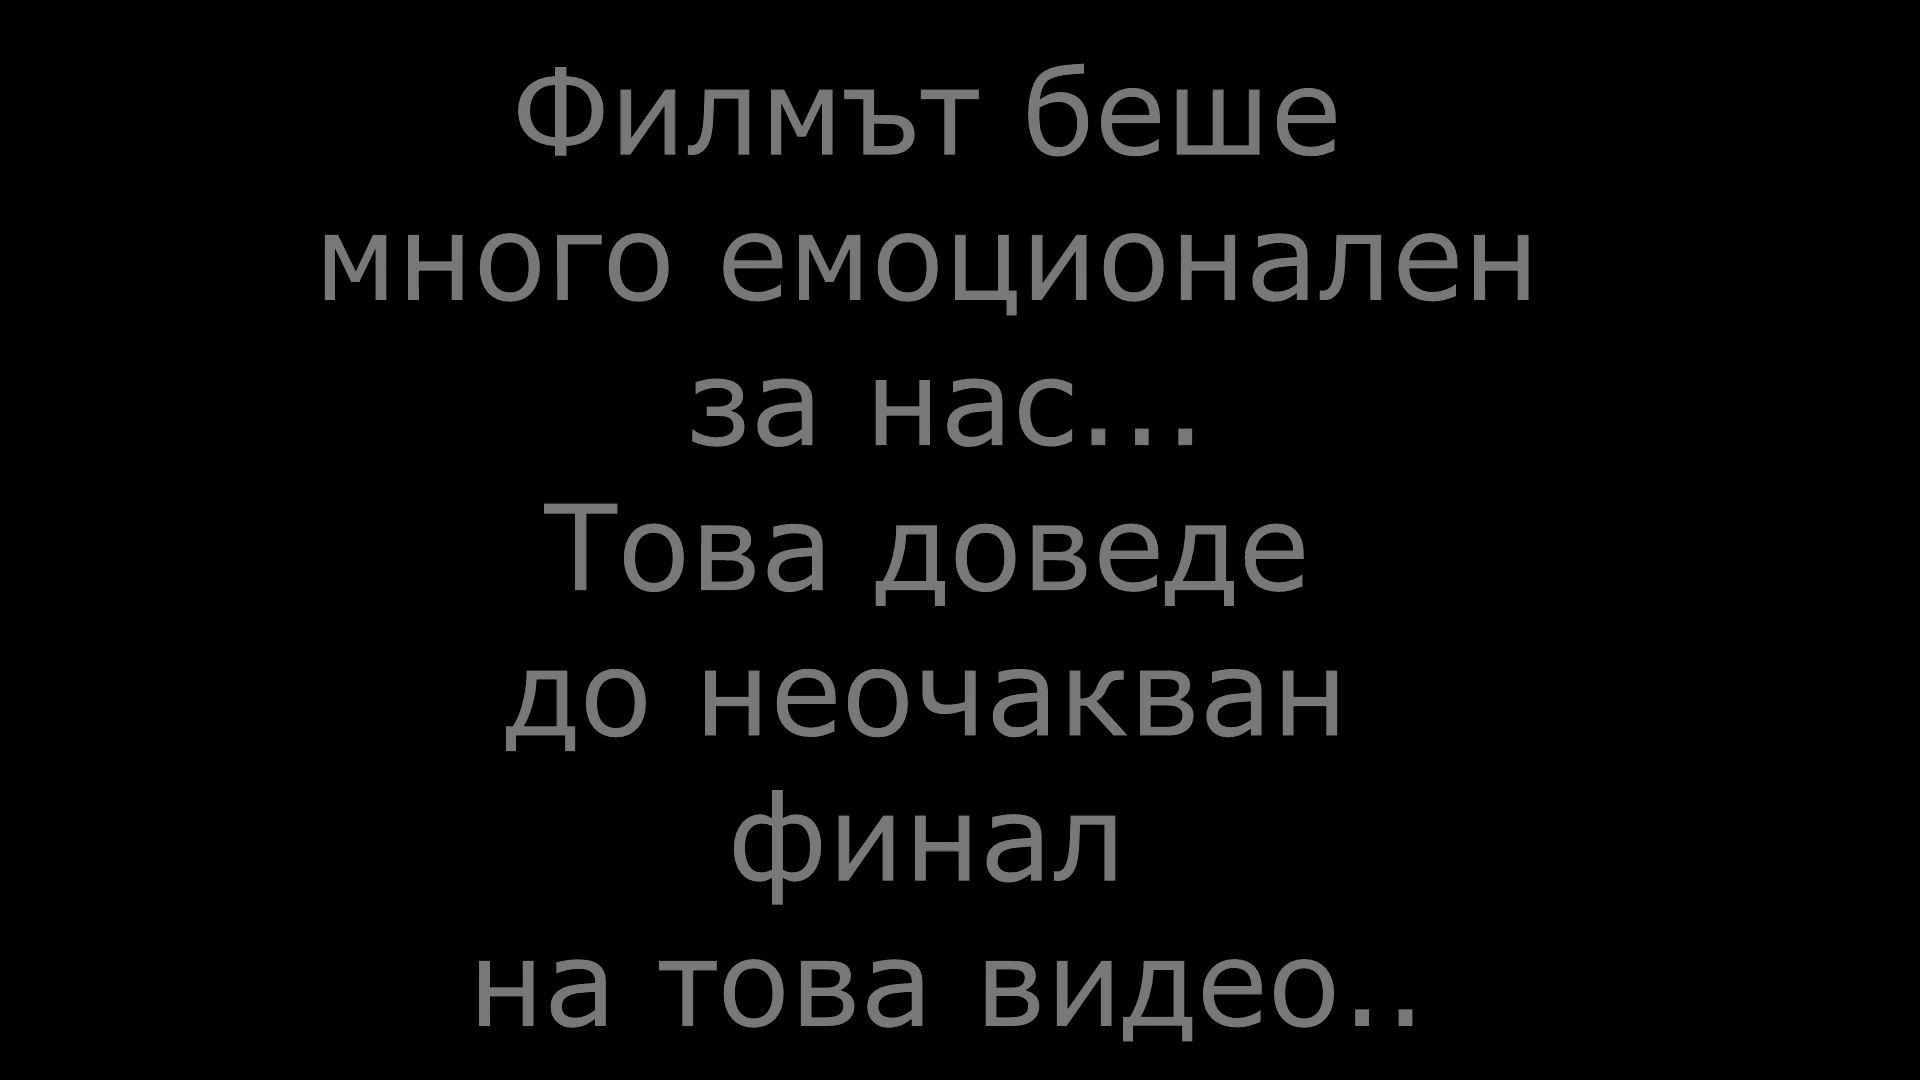 Филмът беше
много емоционален
за нас...
Това доведе
до неочакван
финал
на това видео..